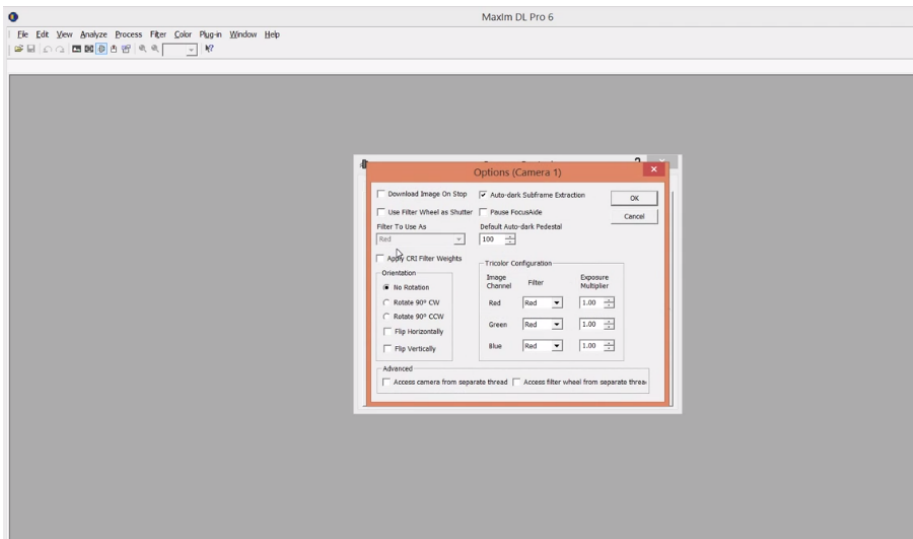 MaxIm DL Pro 6
File Edit View Analyze Process Filter Color Plug-in Window Help
Options (Camera 1)
Download Image On Stop
Auto-dark Subframe Extraction
OK
Use Filter Wheel as Shutter
Pause FocusAide
Cancel
Filter To Use As
Default Auto-dark Pedestal
Red
100
Apply CRI Filter Weights
Orientation
No Rotation
Rotate 90° CW
Rotate 90° CCW
Flip Horizontally
Flip Vertically
Tricolor Configuration
Image Channel
Filter
Exposure Multiplier
Red Red 1.00
Green Red 1.00
Blue Red 1.00
Advanced
Access camera from separate thread
Access filter wheel from separate threa